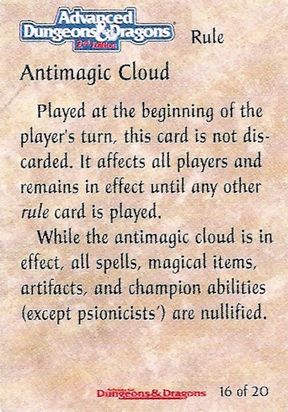 Advanced
Dungeons & Dragons
2nd Edition
Rule
Antimagic Cloud
Played at the beginning of the
player's turn, this card is not dis-
carded. It affects all players and
remains in effect until any other
rule card is played.
While the antimagic cloud is in
effect, all spells, magical items,
artifacts, and champion abilities
(except psionicists') are nullified.
Dungeons & Dragons
16 of 20